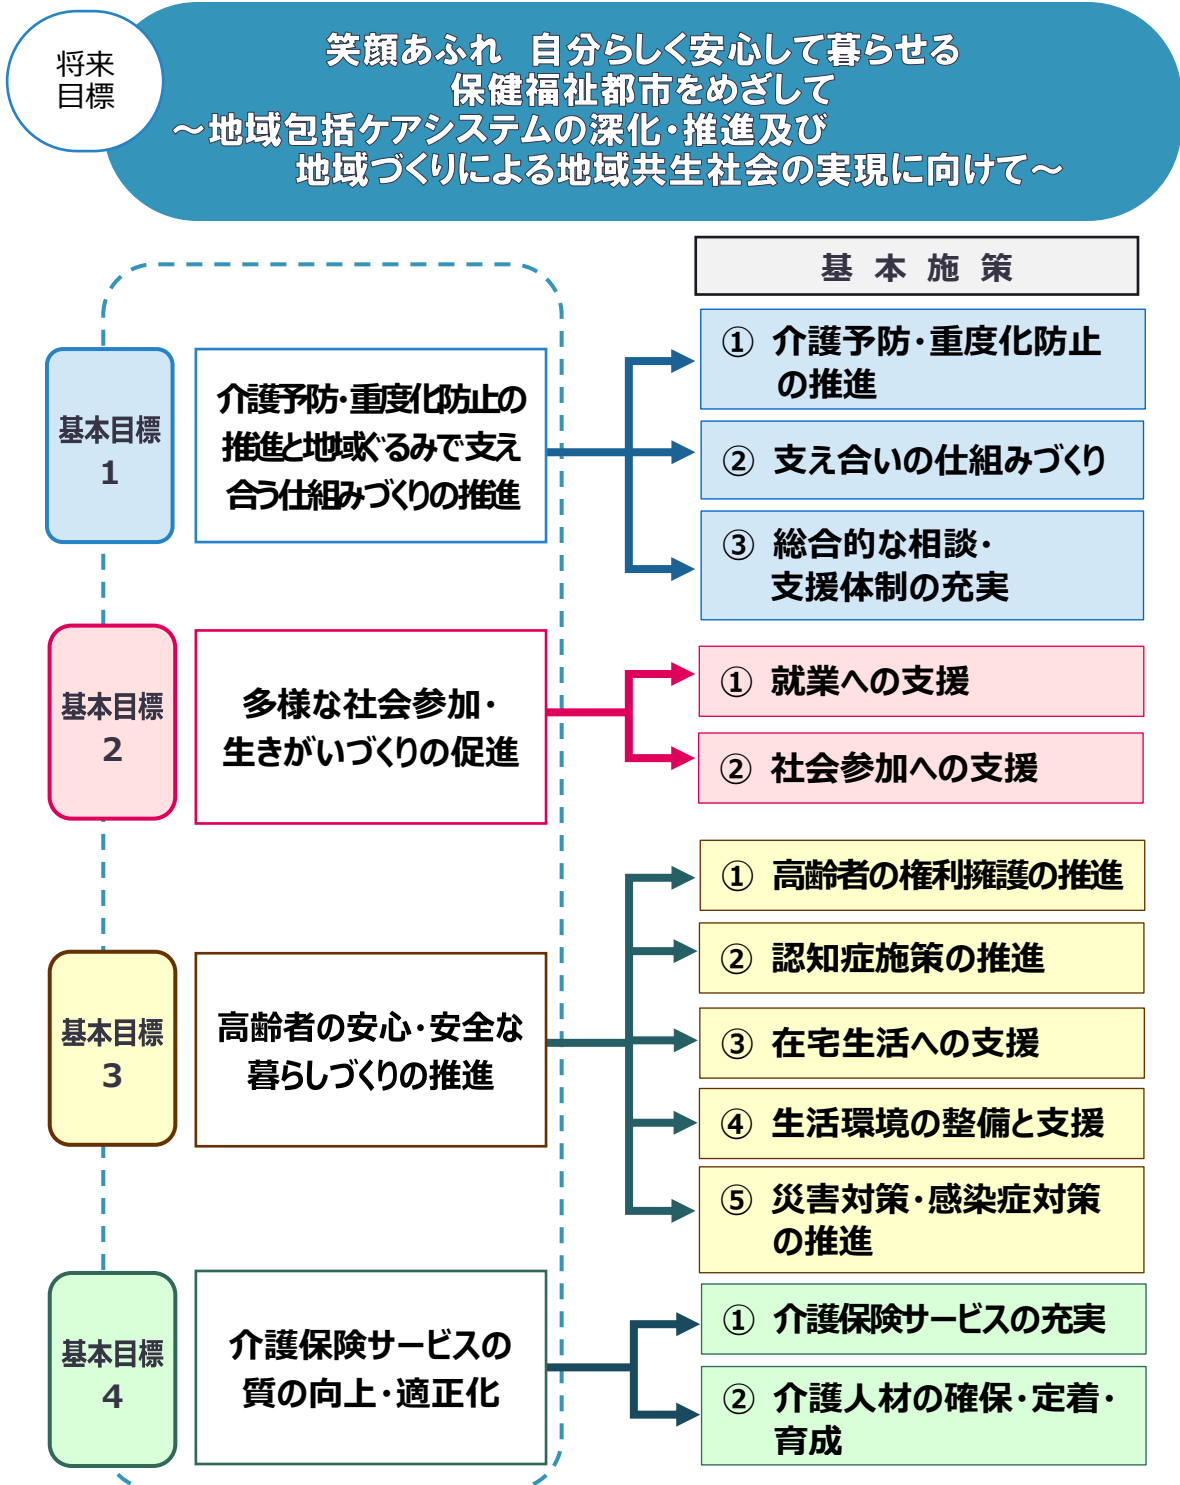 将来
目標
笑顔あふれ　自分らしく安心して暮らせる
保健福祉都市をめざして
～地域包括ケアシステムの深化・推進及び
地域づくりによる地域共生社会の実現に向けて～
基本施策
基本目標
1
介護予防・重度化防止の
推進と地域ぐるみで支え
合う仕組みづくりの推進
① 介護予防・重度化防止
の推進
② 支え合いの仕組みづくり
③ 総合的な相談・
支援体制の充実
基本目標
2
多様な社会参加・
生きがいづくりの促進
① 就業への支援
② 社会参加への支援
基本目標
3
高齢者の安心・安全な
暮らしづくりの推進
① 高齢者の権利擁護の推進
② 認知症施策の推進
③ 在宅生活への支援
④ 生活環境の整備と支援
⑤ 災害対策・感染症対策
の推進
基本目標
4
介護保険サービスの
質の向上・適正化
① 介護保険サービスの充実
② 介護人材の確保・定着・
育成